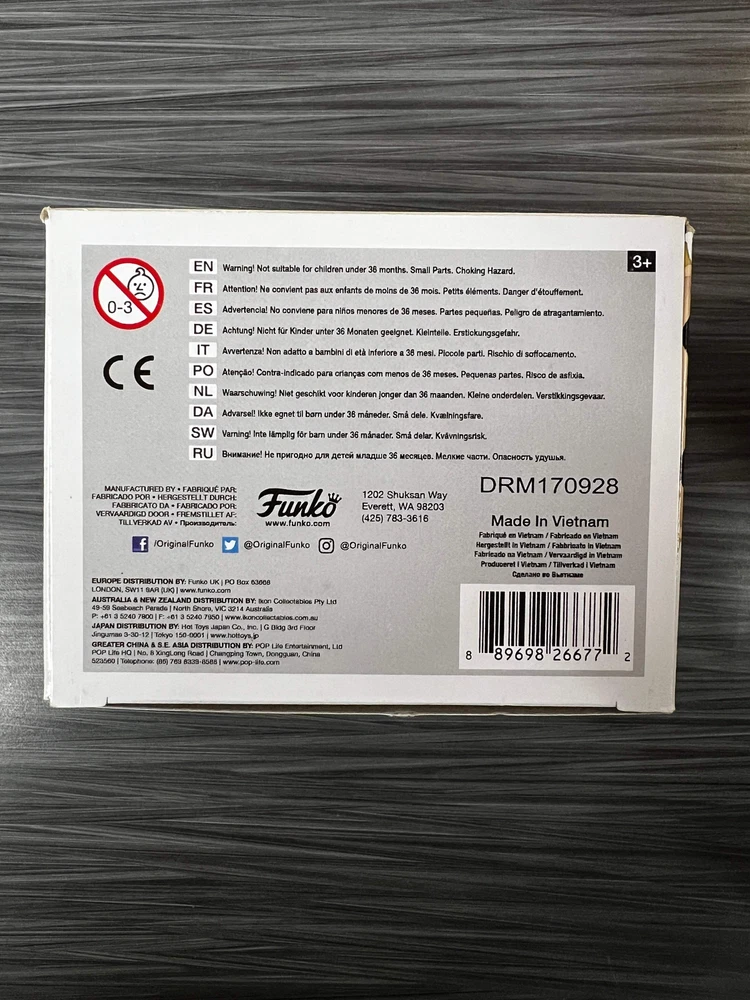 3+
0-3
EN Warning! Not suitable for children under 36 months. Small Parts. Choking Hazard.
FR Attention! Ne convient pas aux enfants de moins de 36 mois. Petits éléments. Danger d'étouffement.
ES Advertencia! No conviene para niños menores de 36 meses. Partes pequeñas. Peligro de atragantamiento.
DE Achtung! Nicht für Kinder unter 36 Monaten geeignet. Kleinteile. Erstickungsgefahr.
IT Avvertenza! Non adatto a bambini di età inferiore a 36 mesi. Piccole parti. Rischio di soffocamento.
CE
PO Atenção! Contra-indicado para crianças com menos de 36 meses. Pequenas partes. Risco de asfixia.
NL Waarschuwing! Niet geschikt voor kinderen jonger dan 36 maanden. Kleine onderdelen. Verstikkingsgevaar.
DA Advarsel! Ikke egnet til børn under 36 måneder. Små dele. Kvælningsfare.
SW Varning! Inte lämplig för barn under 36 månader. Små delar. Kvävningsrisk.
RU Внимание! Не пригодно для детей младше 36 месяцев. Мелкие части. Опасность удушья.
MANUFACTURED BY • FABRIQUÉ PAR:
FABRICADO POR • HERGESTELLT DURCH:
FABBRICATO DA • FABRICADO POR:
VERVAARDIGD DOOR • FREMSTILLET AF:
TILLVERKAD AV • Производитель:
Funko
www.funko.com
1202 Shuksan Way
Everett, WA 98203
(425) 783-3616
DRM170928
Made In Vietnam
Fabriqué en Vietnam / Fabricado en Vietnam
Hergestellt in Vietnam / Fabbricato in Vietnam
Fabricado na Vietnam / Vervaardigd in Vietnam
Produceret i Vietnam / Tillverkad i Vietnam
Сделано во Вьетнаме
/OriginalFunko @OriginalFunko @OriginalFunko
EUROPE DISTRIBUTION BY: Funko UK | PO Box 63868
LONDON, SW11 9AR (UK) | www.funko.com
AUSTRALIA & NEW ZEALAND DISTRIBUTION BY: Ikon Collectables Pty Ltd
49-59 Seabeach Parade | North Shore, VIC 3214 Australia
P: +61 3 5240 7900 | F: +61 3 5240 7950 | www.ikoncollectables.com.au
JAPAN DISTRIBUTION BY: Hot Toys Japan Co., Inc. | G Bldg 3rd Floor
Jingumae 3-30-12 | Tokyo 150-0001 | www.hottoys.jp
GREATER CHINA & S.E. ASIA DISTRIBUTION BY: POP Life Entertainment, Ltd
POP Life HQ | No. 8 XingLong Road | Changping Town, Dongguan, China
523560 | Telephone: (86) 769 8338-6588 | www.pop-life.com
8 89698 26677 2